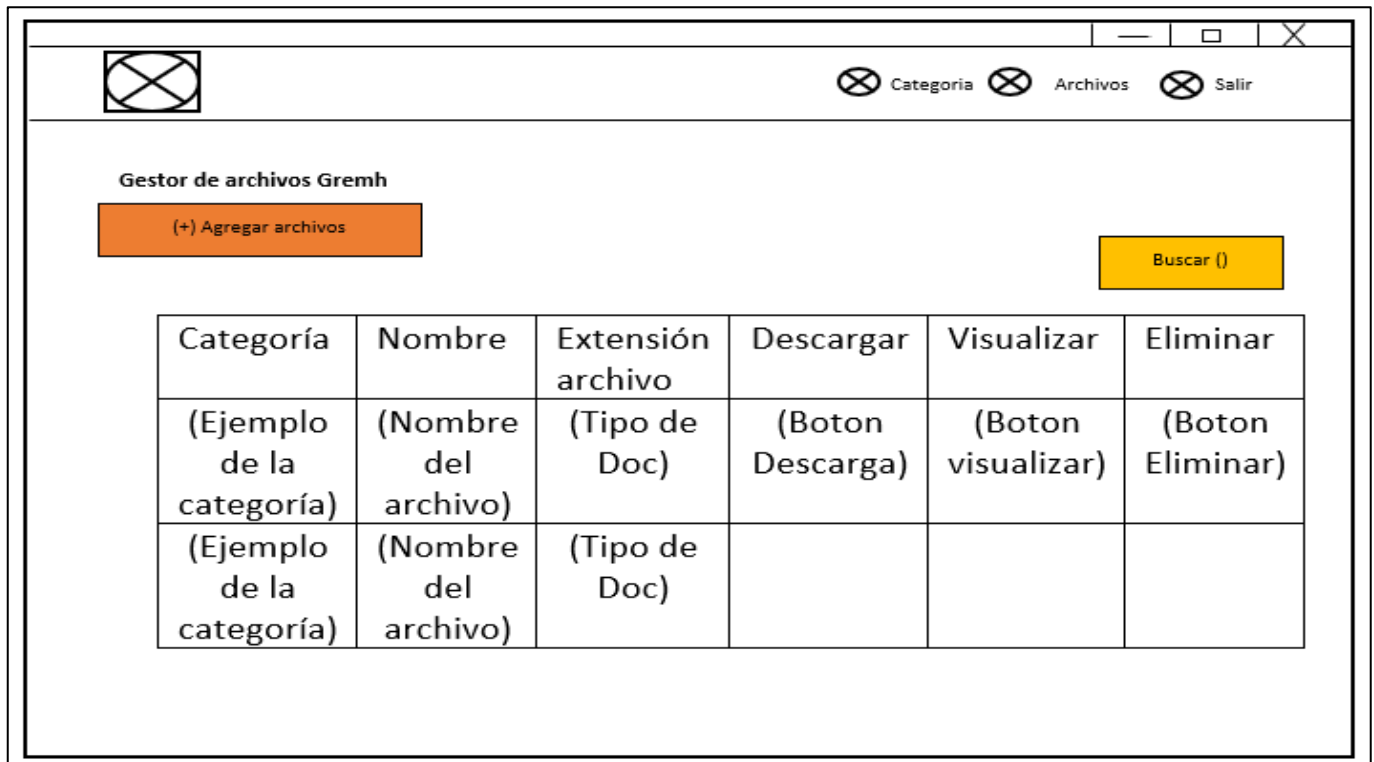 Categoria Archivos Salir
Gestor de archivos Gremh
(+) Agregar archivos
Buscar ()
Categoría Nombre Extensión Descargar Visualizar Eliminar
archivo
(Ejemplo (Nombre (Tipo de (Boton (Boton (Boton
de la del Doc) Descarga) visualizar) Eliminar)
categoría) archivo)
(Ejemplo (Nombre (Tipo de
de la del Doc)
categoría) archivo)